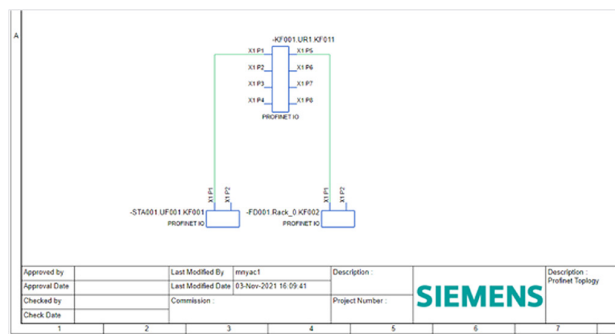 A
-KF001.UR1.KF011
X1 P1 X1 P5
X1 P2 X1 P6
X1 P3 X1 P7
X1 P4 X1 P8
PROFINET IO
X1 P1 X1 P2 X1 P1 X1 P2
-STA001.UF001.KF001 -FD001.Rack_0.KF002
PROFINET IO PROFINET IO
Approved by Last Modified By mnyac1 Description : Description :
Profinet Toplogy
Approval Date Last Modified Date 03-Nov-2021 16:09:41
SIEMENS
Checked by Commission : Project Number :
Check Date
1 2 3 4 5 6 7